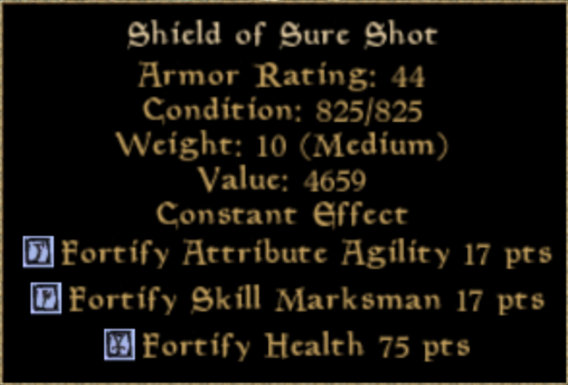 Shield of Sure Shot
Armor Rating: 44
Condition: 825/825
Weight: 10 (Medium)
Value: 4659
Constant Effect
Fortify Attribute Agility 17 pts
Fortify Skill Marksman 17 pts
Fortify Health 75 pts